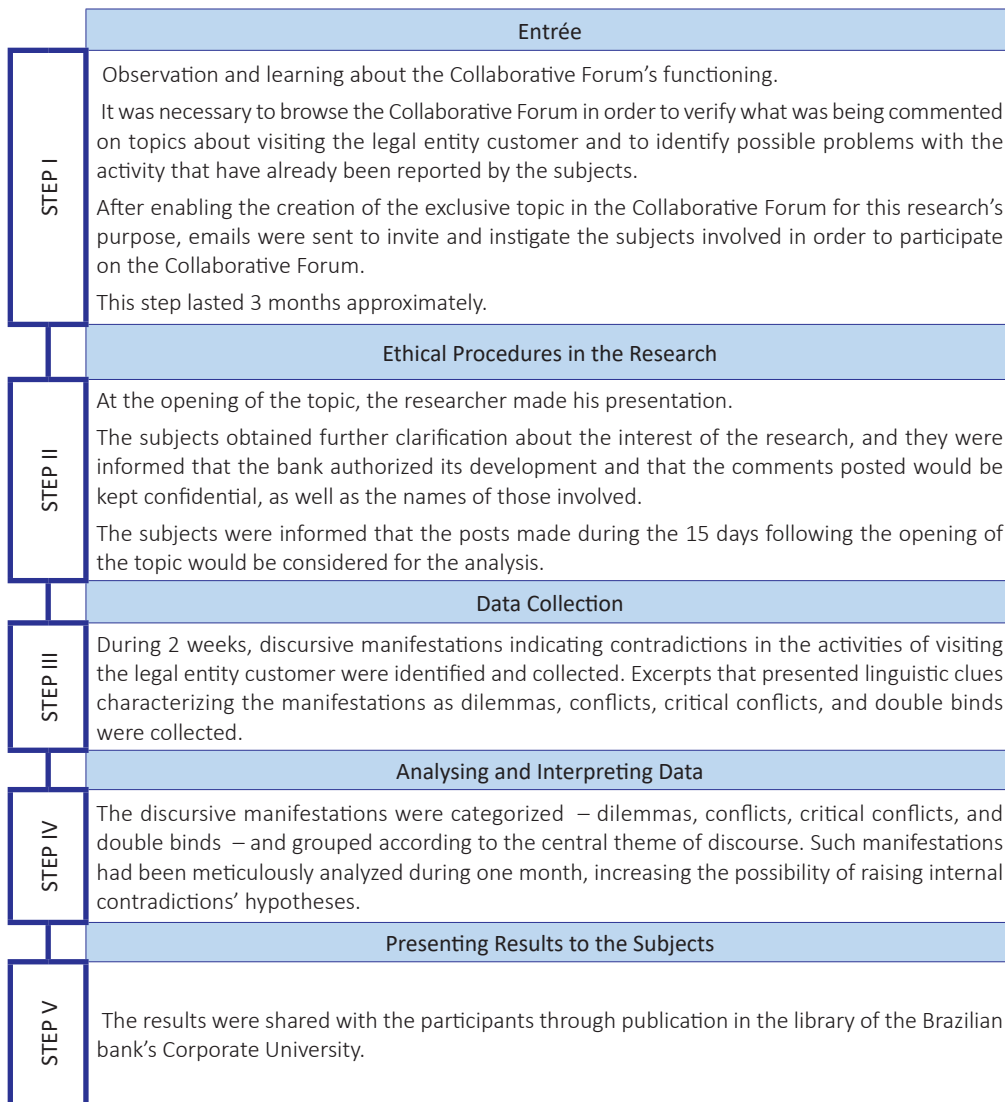 Entrée
STEP I
Observation and learning about the Collaborative Forum's functioning.
It was necessary to browse the Collaborative Forum in order to verify what was being commented
on topics about visiting the legal entity customer and to identify possible problems with the
activity that have already been reported by the subjects.
After enabling the creation of the exclusive topic in the Collaborative Forum for this research's
purpose, emails were sent to invite and instigate the subjects involved in order to participate
on the Collaborative Forum.
This step lasted 3 months approximately.
Ethical Procedures in the Research
STEP II
At the opening of the topic, the researcher made his presentation.
The subjects obtained further clarification about the interest of the research, and they were
informed that the bank authorized its development and that the comments posted would be
kept confidential, as well as the names of those involved.
The subjects were informed that the posts made during the 15 days following the opening of
the topic would be considered for the analysis.
Data Collection
STEP III
During 2 weeks, discursive manifestations indicating contradictions in the activities of visiting
the legal entity customer were identified and collected. Excerpts that presented linguistic clues
characterizing the manifestations as dilemmas, conflicts, critical conflicts, and double binds
were collected.
Analysing and Interpreting Data
STEP IV
The discursive manifestations were categorized – dilemmas, conflicts, critical conflicts, and
double binds – and grouped according to the central theme of discourse. Such manifestations
had been meticulously analyzed during one month, increasing the possibility of raising internal
contradictions' hypotheses.
Presenting Results to the Subjects
STEP V
The results were shared with the participants through publication in the library of the Brazilian
bank's Corporate University.